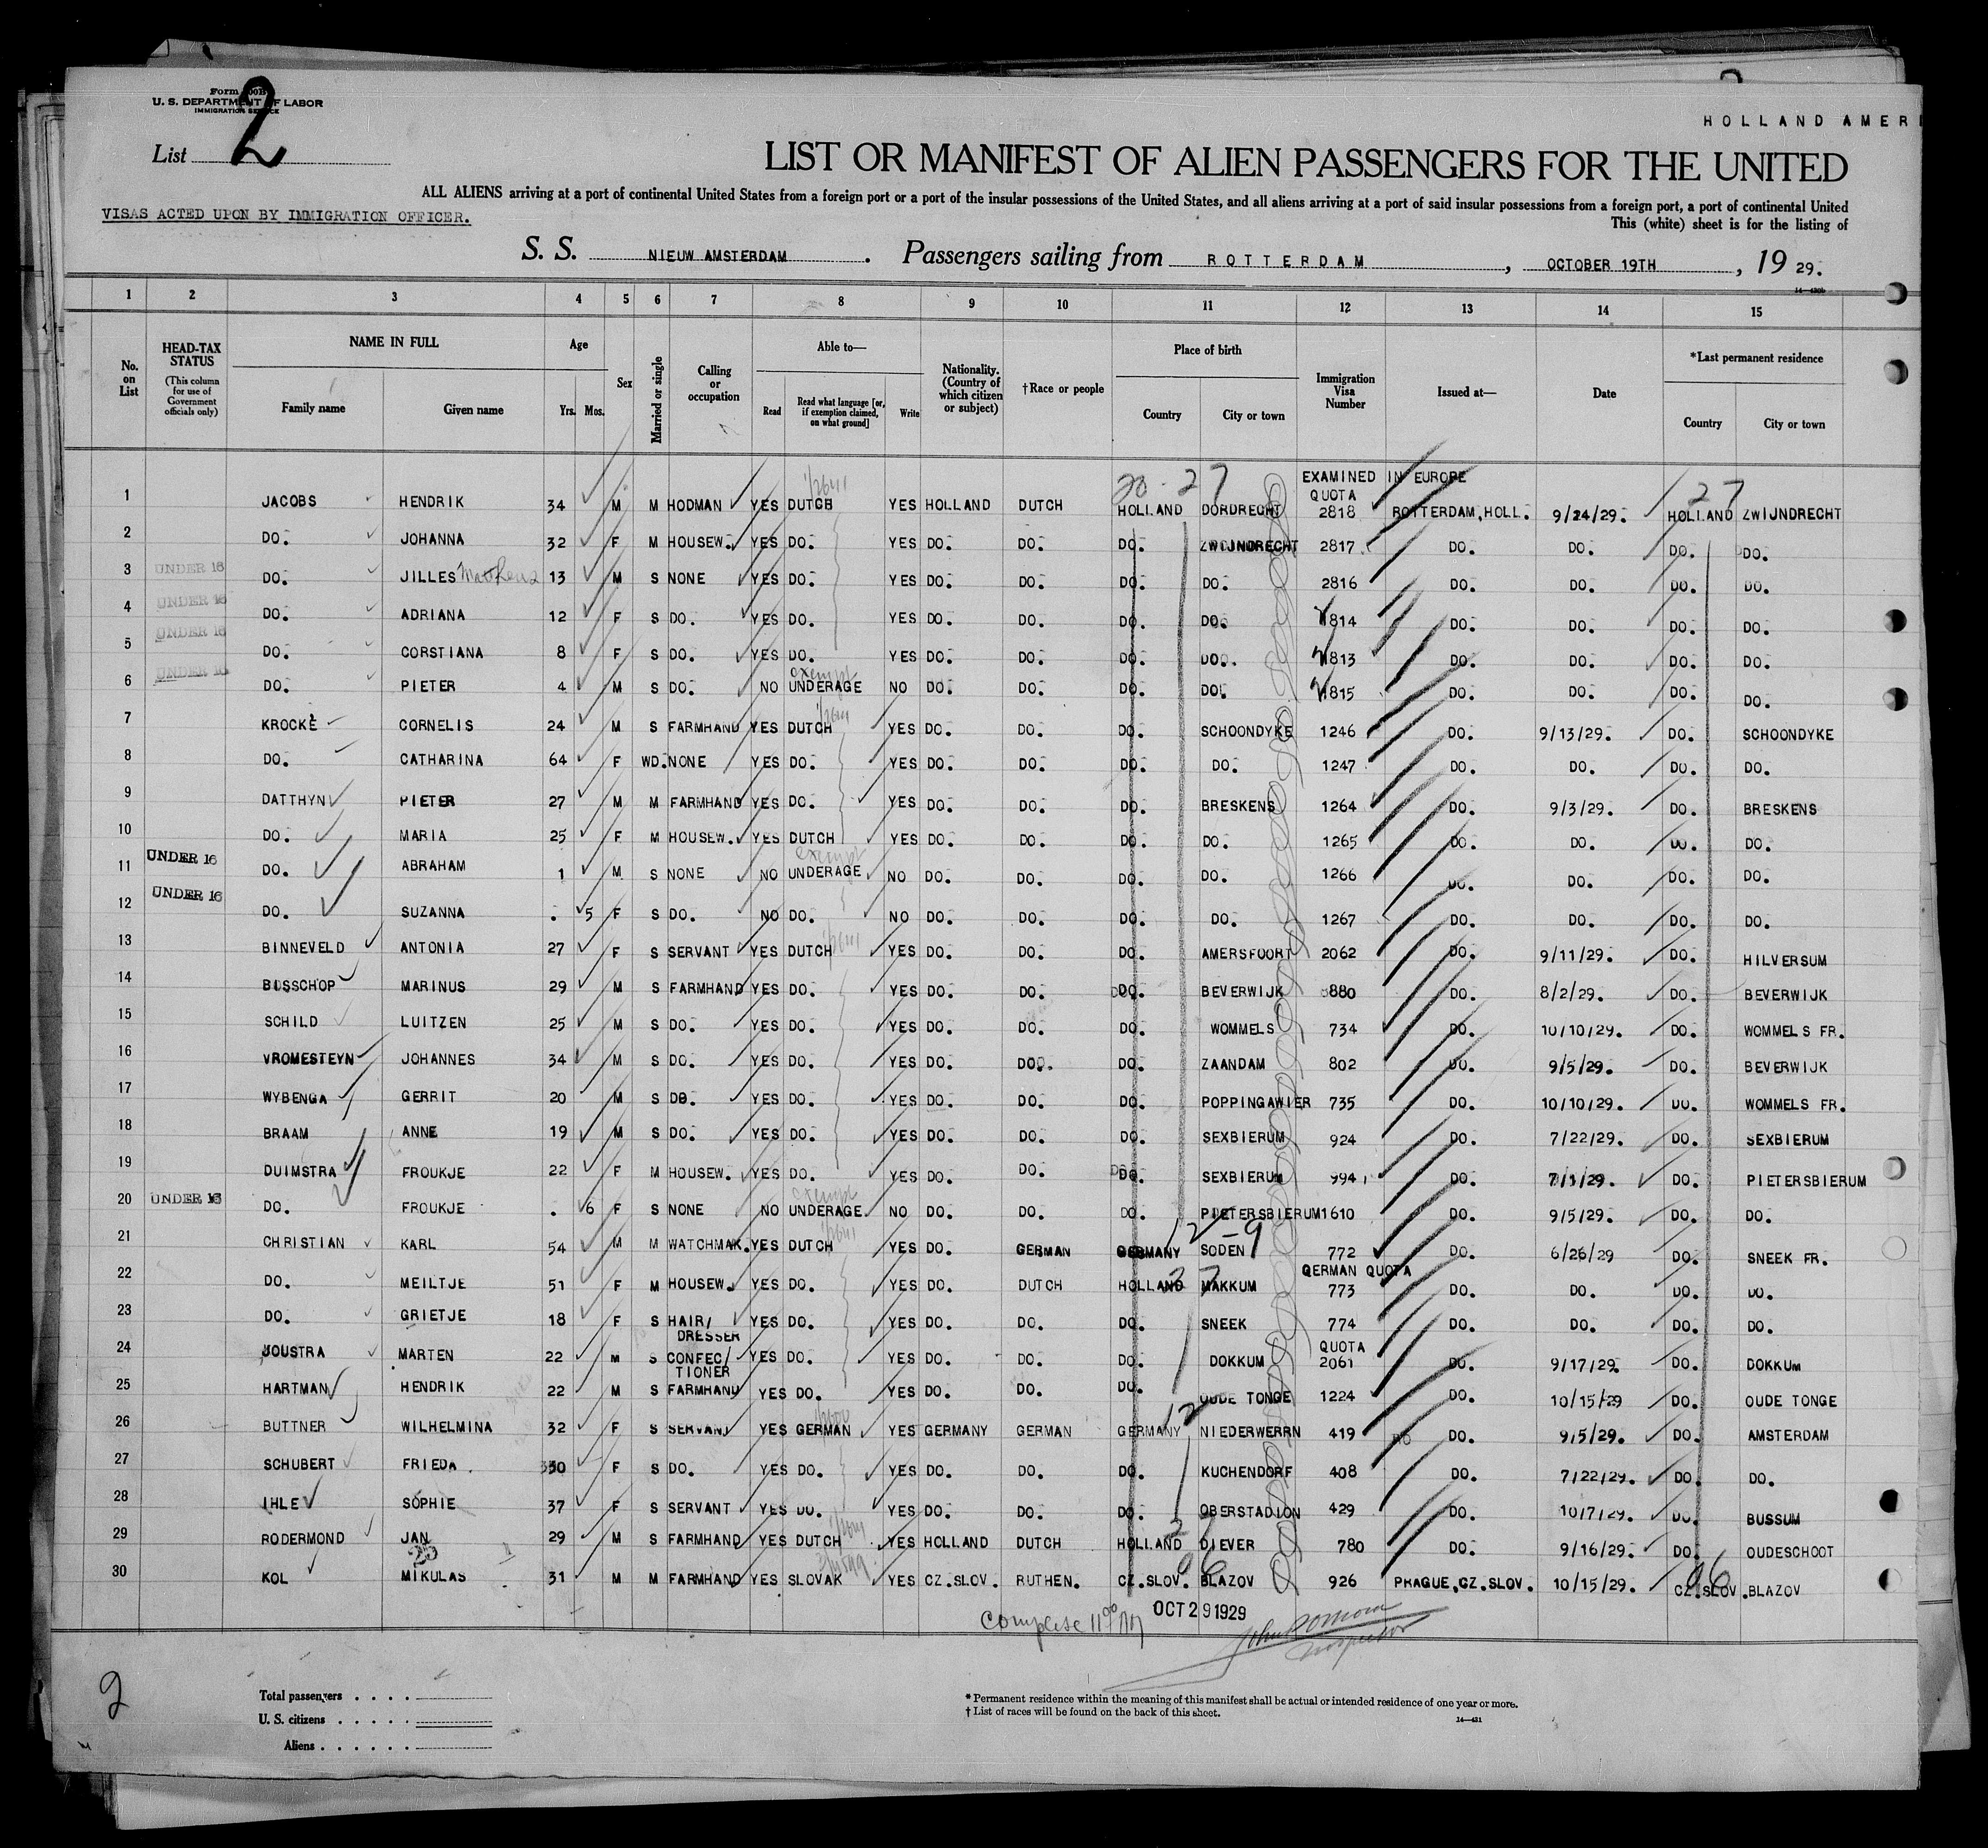 Form 500B
U. S. DEPARTMENT OF LABOR
IMMIGRATION SERVICE
HOLLAND AMERI
List 2
LIST OR MANIFEST OF ALIEN PASSENGERS FOR THE UNITED
ALL ALIENS arriving at a port of continental United States from a foreign port or a port of the insular possessions of the United States, and all aliens arriving at a port of said insular possessions from a foreign port, a port of continental United
VISAS ACTED UPON BY IMMIGRATION OFFICER.
This (white) sheet is for the listing of
S. S. NIEUW AMSTERDAM. Passengers sailing from ROTTERDAM, OCTOBER 19TH, 19 29.
1 2 3 4 5 6 7 8 9 10 11 12 13 14 15
No. on List
HEAD-TAX STATUS
(This column for use of Government officials only)
NAME IN FULL
Family name Given name
Age
Yrs. Mos.
Sex
Married or single
Calling or occupation
Able to—
Read
Read what language [or, if exemption claimed, on what ground]
Write
Nationality. (Country of which citizen or subject)
†Race or people
Place of birth
Country City or town
Immigration Visa Number
Issued at—
Date
*Last permanent residence
Country City or town
20-27 EXAMINED IN EUROPE 27
QUOTA
1 JACOBS HENDRIK 34 M M HODMAN YES DUTCH YES HOLLAND DUTCH HOLLAND DORDRECHT 2818 ROTTERDAM,HOLL. 9/24/29. HOLLAND ZWIJNDRECHT
2 DO. JOHANNA 32 F M HOUSEW. YES DO. YES DO. DO. DO. ZWIJNDRECHT 2817 DO. DO. DO. DO.
3 UNDER 16 DO. JILLES 13 M S NONE YES DO. YES DO. DO. DO. DO. 2816 DO. DO. DO. DO.
4 UNDER 16 DO. ADRIANA 12 F S DO. YES DO. YES DO. DO. DO. DO. 1814 DO. DO. DO. DO.
5 UNDER 16 DO. CORSTIANA 8 F S DO. YES DO. YES DO. DO. DO. DO. 1813 DO. DO. DO. DO.
exempt
6 UNDER 16 DO. PIETER 4 M S DO. NO UNDERAGE NO DO. DO. DO. DO. 1815 DO. DO. DO. DO.
7 KROCKE CORNELIS 24 M S FARMHAND YES DUTCH YES DO. DO. DO. SCHOONDYKE 1246 DO. 9/13/29. DO. SCHOONDYKE
8 DO. CATHARINA 64 F WD. NONE YES DO. YES DO. DO. DO. DO. 1247 DO. DO. DO. DO.
9 DATTHYN PIETER 27 M M FARMHAND YES DO. YES DO. DO. DO. BRESKENS 1264 DO. 9/3/29. DO. BRESKENS
10 DO. MARIA 25 F M HOUSEW. YES DUTCH YES DO. DO. DO. DO. 1265 DO. DO. DO. DO.
exempt
11 UNDER 16 DO. ABRAHAM 1 M S NONE NO UNDERAGE NO DO. DO. DO. DO. 1266 DO. DO. DO. DO.
12 UNDER 16 DO. SUZANNA . 5 F S DO. NO DO. NO DO. DO. DO. DO. 1267 DO. DO. DO. DO.
13 BINNEVELD ANTONIA 27 F S SERVANT YES DUTCH YES DO. DO. DO. AMERSFOORT 2062 DO. 9/11/29. DO. HILVERSUM
14 BISSCHOP MARINUS 29 M S FARMHAND YES DO. YES DO. DO. DO. BEVERWIJK 880 DO. 8/2/29. DO. BEVERWIJK
15 SCHILD LUITZEN 25 M S DO. YES DO. YES DO. DO. DO. WOMMELS 734 DO. 10/10/29. DO. WOMMELS FR.
16 VROMESTEYN JOHANNES 34 M S DO. YES DO. YES DO. DO. DO. ZAANDAM 802 DO. 9/5/29. DO. BEVERWIJK
17 WYBENGA GERRIT 20 M S DO. YES DO. YES DO. DO. DO. POPPINGAWIER 735 DO. 10/10/29. DO. WOMMELS FR.
18 BRAAM ANNE 19 M S DO. YES DO. YES DO. DO. DO. SEXBIERUM 924 DO. 7/22/29. DO. SEXBIERUM
19 DUIMSTRA FROUKJE 22 F M HOUSEW. YES DO. YES DO. DO. DO. SEXBIERUM 994 DO. 7/1/29. DO. PIETERSBIERUM
exempt
20 UNDER 16 DO. FROUKJE . 6 F S NONE NO UNDERAGE NO DO. DO. DO. PIETERSBIERUM 1610 DO. 9/5/29. DO. DO.
12-9
21 CHRISTIAN KARL 54 M M WATCHMAK. YES DUTCH YES DO. GERMAN GERMANY SODEN 772 DO. 6/26/29 DO. SNEEK FR.
27 GERMAN QUOTA
22 DO. MEILTJE 51 F M HOUSEW. YES DO. YES DO. DUTCH HOLLAND MAKKUM 773 DO. DO. DO. DO.
23 DO. GRIETJE 18 F S HAIR/DRESSER YES DO. YES DO. DO. DO. SNEEK 774 DO. DO. DO. DO.
QUOTA
24 JOUSTRA MARTEN 22 M S CONFEC/TIONER YES DO. YES DO. DO. DO. DOKKUM 2061 DO. 9/17/29. DO. DOKKUM
25 HARTMAN HENDRIK 22 M S FARMHAND YES DO. YES DO. DO. DO. OUDE TONGE 1224 DO. 10/15/29 DO. OUDE TONGE
12
26 BUTTNER WILHELMINA 32 F S SERVANT YES GERMAN YES GERMANY GERMAN GERMANY NIEDERWERRN 419 DO. 9/5/29. DO. AMSTERDAM
27 SCHUBERT FRIEDA 30 F S DO. YES DO. YES DO. DO. DO. KUCHENDORF 408 DO. 7/22/29. DO. DO.
28 IHLE SOPHIE 37 F S SERVANT YES DO. YES DO. DO. DO. OBERSTADION 429 DO. 10/7/29. DO. BUSSUM
29 RODERMOND JAN 29 M S FARMHAND YES DUTCH YES HOLLAND DUTCH HOLLAND DIEVER 780 DO. 9/16/29. DO. OUDESCHOOT
30 KOL MIKULAS 31 M M FARMHAND YES SLOVAK YES CZ.SLOV. RUTHEN. CZ.SLOV. BLAZOV 926 PRAGUE,CZ.SLOV. 10/15/29. CZ.SLOV. BLAZOV
OCT 29 1929
Inspector
2
Total passengers . . . .
U. S. citizens . . . . .
Aliens . . . . . .
* Permanent residence within the meaning of this manifest shall be actual or intended residence of one year or more.
† List of races will be found on the back of this sheet.
14—431